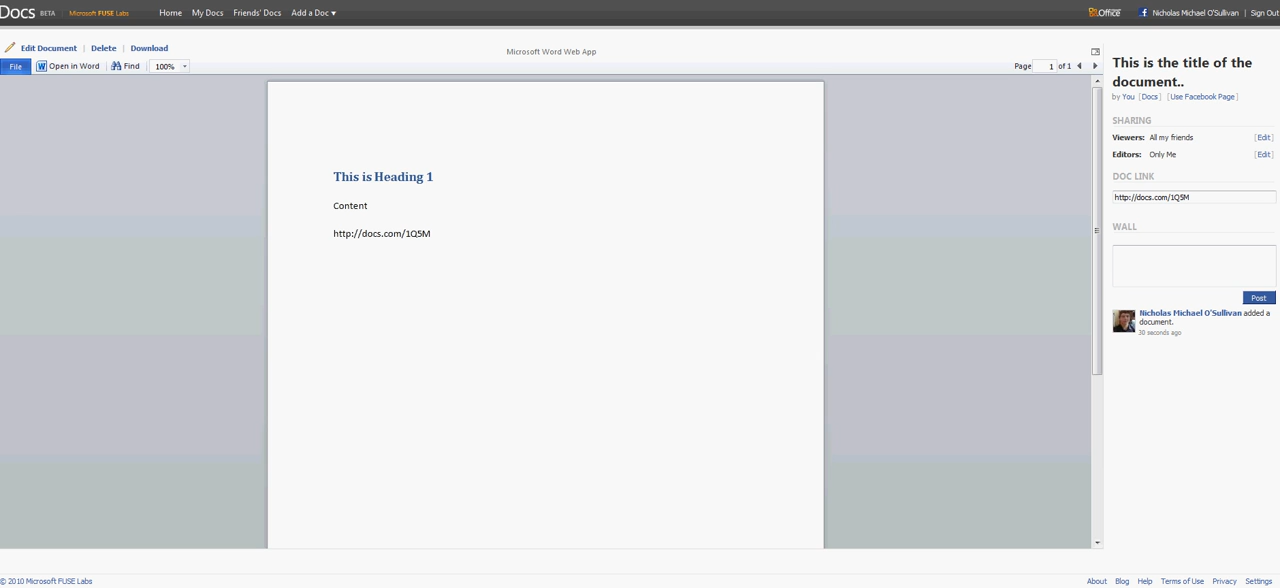 Docs BETA | Microsoft FUSE Labs Home My Docs Friends' Docs Add a Doc ▾ Office Nicholas Michael O'Sullivan | Sign Out
Edit Document | Delete | Download
Microsoft Word Web App
File Open in Word Find 100% Page 1 of 1
This is Heading 1
Content
http://docs.com/1Q5M
This is the title of the
document..
by You [Docs] [Use Facebook Page]
SHARING
Viewers: All my friends [Edit]
Editors: Only Me [Edit]
DOC LINK
http://docs.com/1Q5M
WALL
Post
Nicholas Michael O'Sullivan added a
document.
30 seconds ago
© 2010 Microsoft FUSE Labs About Blog Help Terms of Use Privacy Settings